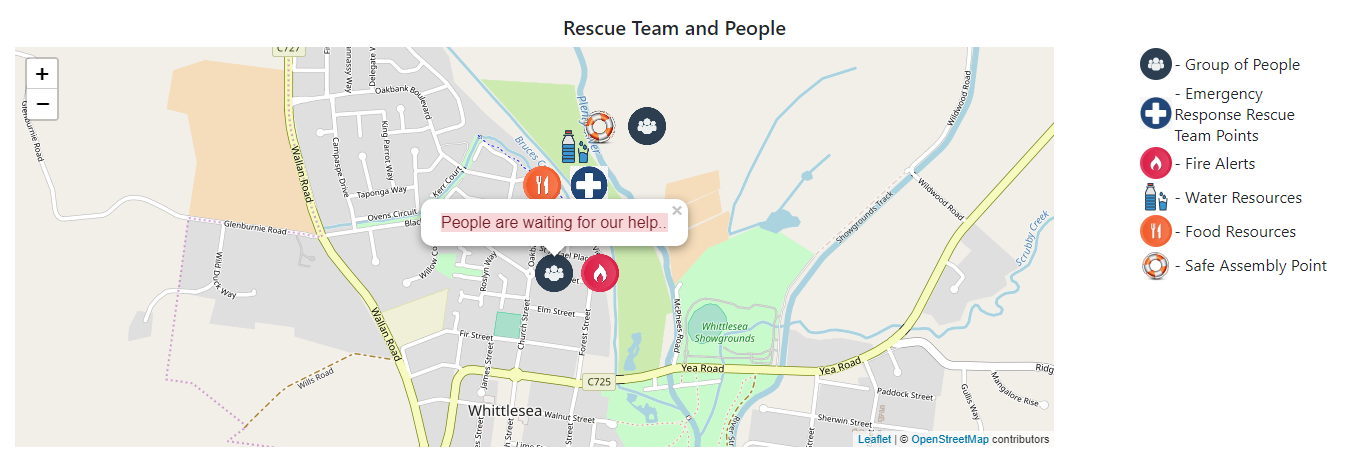 Rescue Team and People
C727
+
−
Glenburnie Road
Oakbank Boulevard
King Parrot Way
Campaspe Drive
Delegate
Wallan Road
Taponga Way
Kerr Court
Ovens Circuit
Glenburnie Road
Wild Duck Way
Willow
Roslyn Way
Bruces
Plenty River
People are waiting for our help..
×
Elm Street
Fir Street
Church Street
Forest Street
James Street
Wallan Road
Wills Road
C725
Whittlesea
Walnut Street
McPhees Road
Whittlesea
Showgrounds
Yea Road
Yea Road
Showgrounds Track
Wildwood Road
Wildwood Road
Scrubby Creek
Paddock Street
Sherwin Street
Gullis Way
Mangalore Rise
Ridg
Leaflet | © OpenStreetMap contributors
- Group of People
- Emergency
Response Rescue
Team Points
- Fire Alerts
- Water Resources
- Food Resources
- Safe Assembly Point